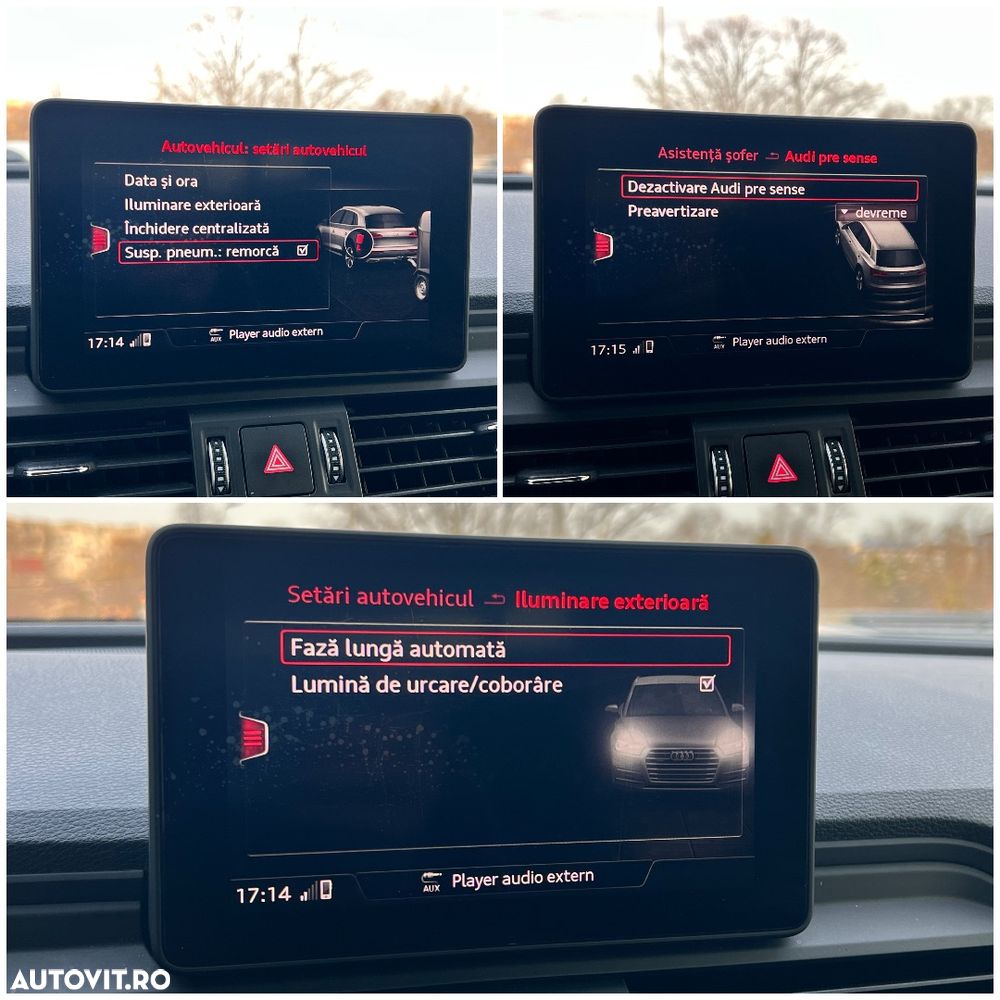 Autovehicul: setări autovehicul
Data și ora
Iluminare exterioară
Închidere centralizată
Susp. pneum.: remorcă
17:14
AUX Player audio extern
Asistență șofer Audi pre sense
Dezactivare Audi pre sense
Preavertizare devreme
17:15
AUX Player audio extern
Setări autovehicul Iluminare exterioară
Fază lungă automată
Lumină de urcare/coborâre
17:14
AUX Player audio extern
AUTOVIT.RO